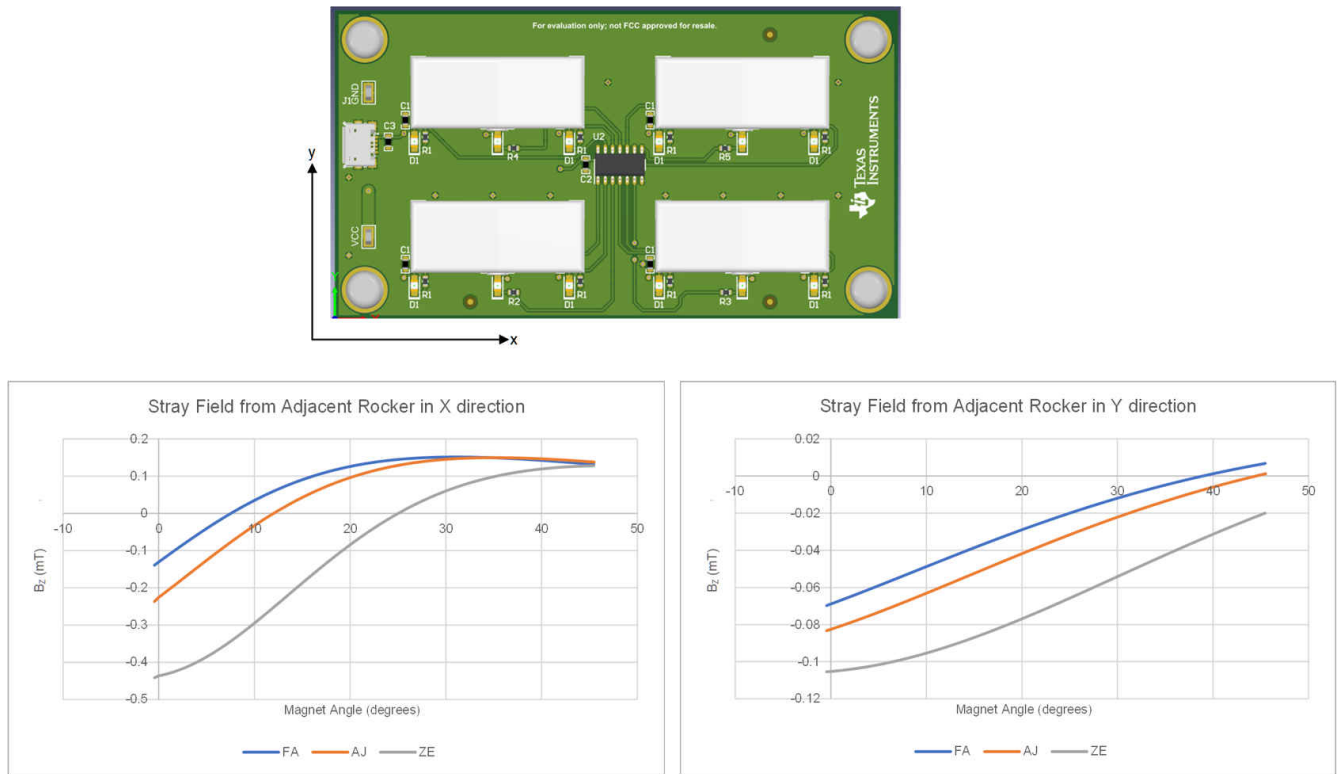 For evaluation only; not FCC approved for resale.
J1
GND
C3
C1
R1
D1
R4
D1
R1
U2
C2
C1
R1
D1
R5
D1
R1
TEXAS
INSTRUMENTS
VCC
C1
R1
D1
R2
D1
R1
C1
R1
D1
R3
D1
R1
y
x
Stray Field from Adjacent Rocker in X direction
0.2
0.1
0
-0.1
-0.2
-0.3
-0.4
-0.5
-10
0
10
20
30
40
50
Bz (mT)
Magnet Angle (degrees)
FA AJ ZE
Stray Field from Adjacent Rocker in Y direction
0.02
0
-0.02
-0.04
-0.06
-0.08
-0.1
-0.12
-10
0
10
20
30
40
50
Bz (mT)
Magnet Angle (degrees)
FA AJ ZE